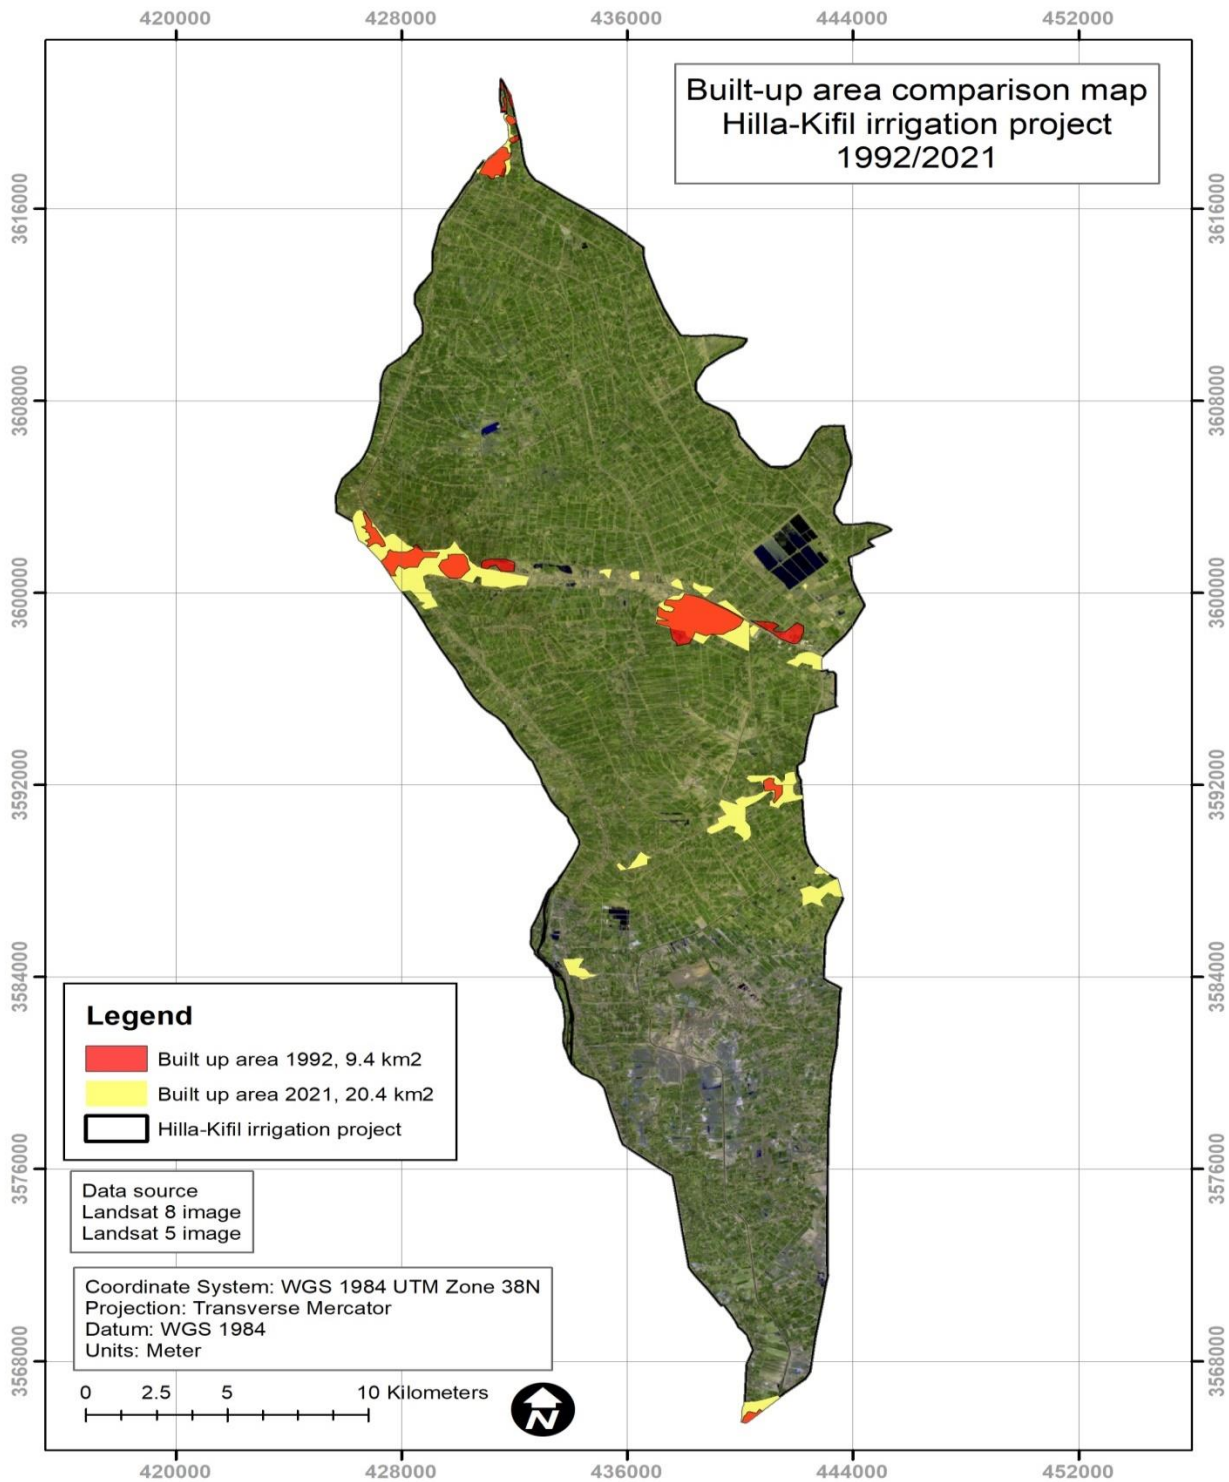 420000 428000 436000 444000 452000
Built-up area comparison map
Hilla-Kifil irrigation project
1992/2021
3616000 3616000
3608000 3608000
3600000 3600000
3592000 3592000
3584000 3584000
Legend
Built up area 1992, 9.4 km2
Built up area 2021, 20.4 km2
Hilla-Kifil irrigation project
3576000 3576000
Data source
Landsat 8 image
Landsat 5 image
Coordinate System: WGS 1984 UTM Zone 38N
Projection: Transverse Mercator
Datum: WGS 1984
Units: Meter
3568000 3568000
0 2.5 5 10 Kilometers
N
420000 428000 436000 444000 452000